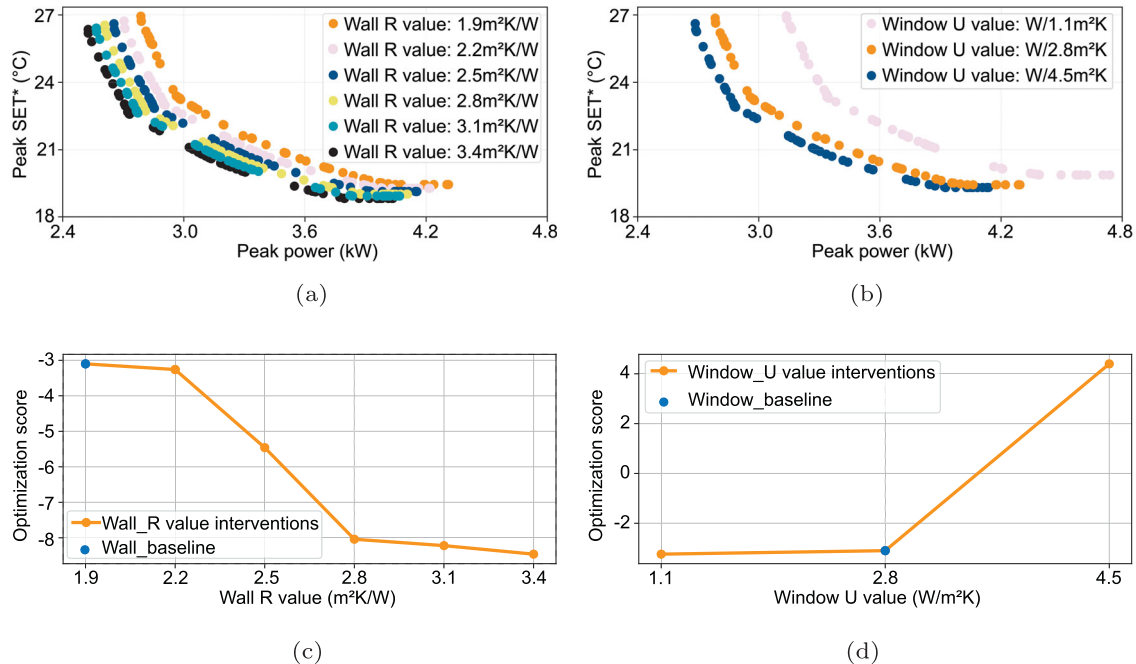 27
24
21
18
Peak SET* (°C)
Wall R value: 1.9m²K/W
Wall R value: 2.2m²K/W
Wall R value: 2.5m²K/W
Wall R value: 2.8m²K/W
Wall R value: 3.1m²K/W
Wall R value: 3.4m²K/W
2.4 3.0 3.6 4.2 4.8
Peak power (kW)
(a)
27
24
21
18
Peak SET* (°C)
Window U value: W/1.1m²K
Window U value: W/2.8m²K
Window U value: W/4.5m²K
2.4 3.0 3.6 4.2 4.8
Peak power (kW)
(b)
-3
-4
-5
-6
-7
-8
Optimization score
Wall_R value interventions
Wall_baseline
1.9 2.2 2.5 2.8 3.1 3.4
Wall R value (m²K/W)
(c)
4
2
0
-2
Optimization score
Window_U value interventions
Window_baseline
1.1 2.8 4.5
Window U value (W/m²K)
(d)